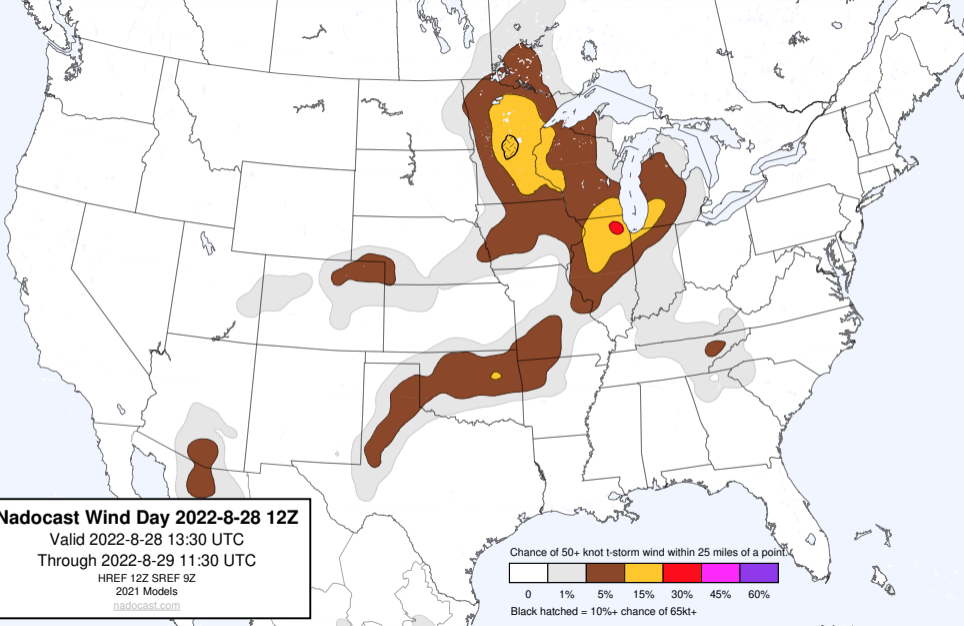 Nadocast Wind Day 2022-8-28 12Z
Valid 2022-8-28 13:30 UTC
Through 2022-8-29 11:30 UTC
HREF 12Z SREF 9Z
2021 Models
nadocast.com
Chance of 50+ knot t-storm wind within 25 miles of a point.
0 1% 5% 15% 30% 45% 60%
Black hatched = 10%+ chance of 65kt+